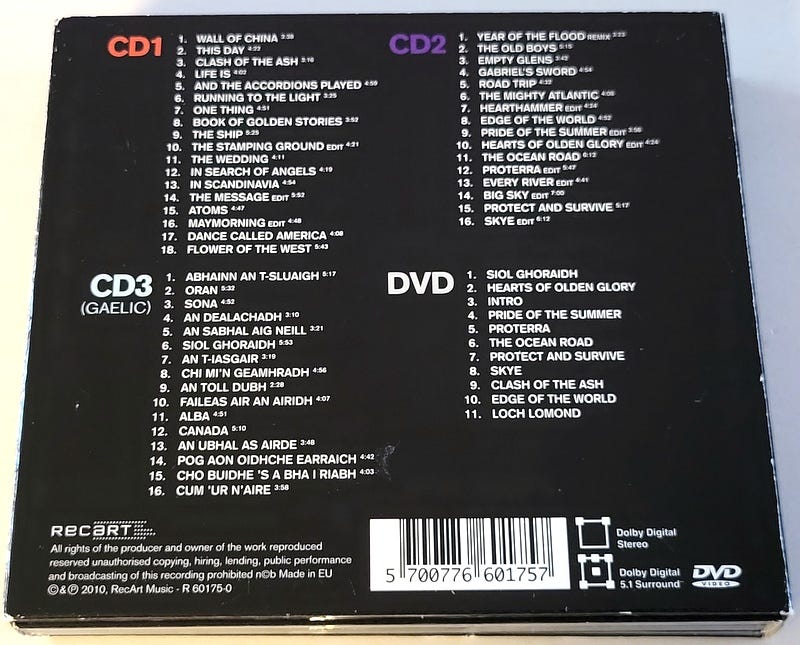 CD1
1. WALL OF CHINA 3:39
2. THIS DAY 4:22
3. CLASH OF THE ASH 3:16
4. LIFE IS 4:02
5. AND THE ACCORDIONS PLAYED 4:59
6. RUNNING TO THE LIGHT 3:25
7. ONE THING 4:51
8. BOOK OF GOLDEN STORIES 3:52
9. THE SHIP 5:25
10. THE STAMPING GROUND EDIT 4:21
11. THE WEDDING 4:11
12. IN SEARCH OF ANGELS 4:19
13. IN SCANDINAVIA 4:54
14. THE MESSAGE EDIT 5:52
15. ATOMS 4:47
16. MAYMORNING EDIT 4:48
17. DANCE CALLED AMERICA 4:08
18. FLOWER OF THE WEST 5:43
CD2
1. YEAR OF THE FLOOD REMIX 3:23
2. THE OLD BOYS 5:15
3. EMPTY GLENS 3:42
4. GABRIEL'S SWORD 4:54
5. ROAD TRIP 4:32
6. THE MIGHTY ATLANTIC 4:08
7. HEARTHAMMER EDIT 4:24
8. EDGE OF THE WORLD 4:52
9. PRIDE OF THE SUMMER EDIT 3:56
10. HEARTS OF OLDEN GLORY EDIT 4:24
11. THE OCEAN ROAD 6:12
12. PROTERRA EDIT 5:47
13. EVERY RIVER EDIT 4:41
14. BIG SKY EDIT 7:00
15. PROTECT AND SURVIVE 5:17
16. SKYE EDIT 6:12
CD3
(GAELIC)
1. ABHAINN AN T-SLUAIGH 5:17
2. ORAN 5:32
3. SONA 4:52
4. AN DEALACHADH 3:10
5. AN SABHAL AIG NEILL 3:21
6. SIOL GHORAIDH 5:53
7. AN T-IASGAIR 3:19
8. CHI MI'N GEAMHRADH 4:56
9. AN TOLL DUBH 2:28
10. FAILEAS AIR AN AIRIDH 4:07
11. ALBA 4:51
12. CANADA 5:10
13. AN UBHAL AS AIRDE 3:48
14. POG AON OIDHCHE EARRAICH 4:42
15. CHO BUIDHE 'S A BHA I RIABH 4:03
16. CUM 'UR N'AIRE 3:58
DVD
1. SIOL GHORAIDH
2. HEARTS OF OLDEN GLORY
3. INTRO
4. PRIDE OF THE SUMMER
5. PROTERRA
6. THE OCEAN ROAD
7. PROTECT AND SURVIVE
8. SKYE
9. CLASH OF THE ASH
10. EDGE OF THE WORLD
11. LOCH LOMOND
RECART
All rights of the producer and owner of the work reproduced
reserved unauthorised copying, hiring, lending, public performance
and broadcasting of this recording prohibited n©b Made in EU
© & ℗ 2010, RecArt Music - R 60175-0
5 700776 601757
Dolby Digital
Stereo
Dolby Digital
5.1 Surround
DVD
VIDEO